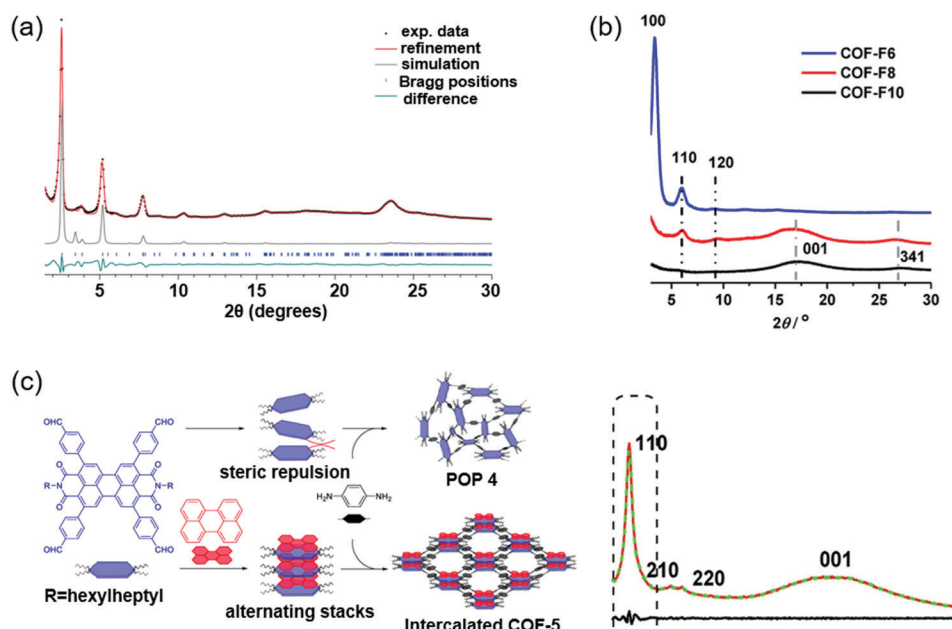 (a)
exp. data
refinement
simulation
Bragg positions
difference
5
10
15
20
25
30
2θ (degrees)
(b)
100
COF-F6
COF-F8
COF-F10
110
120
001
341
5
10
15
20
25
30
2θ/°
(c)
CHO
CHO
R-N
N-R
O
O
O
O
CHO
CHO
R=hexylheptyl
steric repulsion
alternating stacks
H₂N
NH₂
POP 4
Intercalated COF-5
110
210
220
001